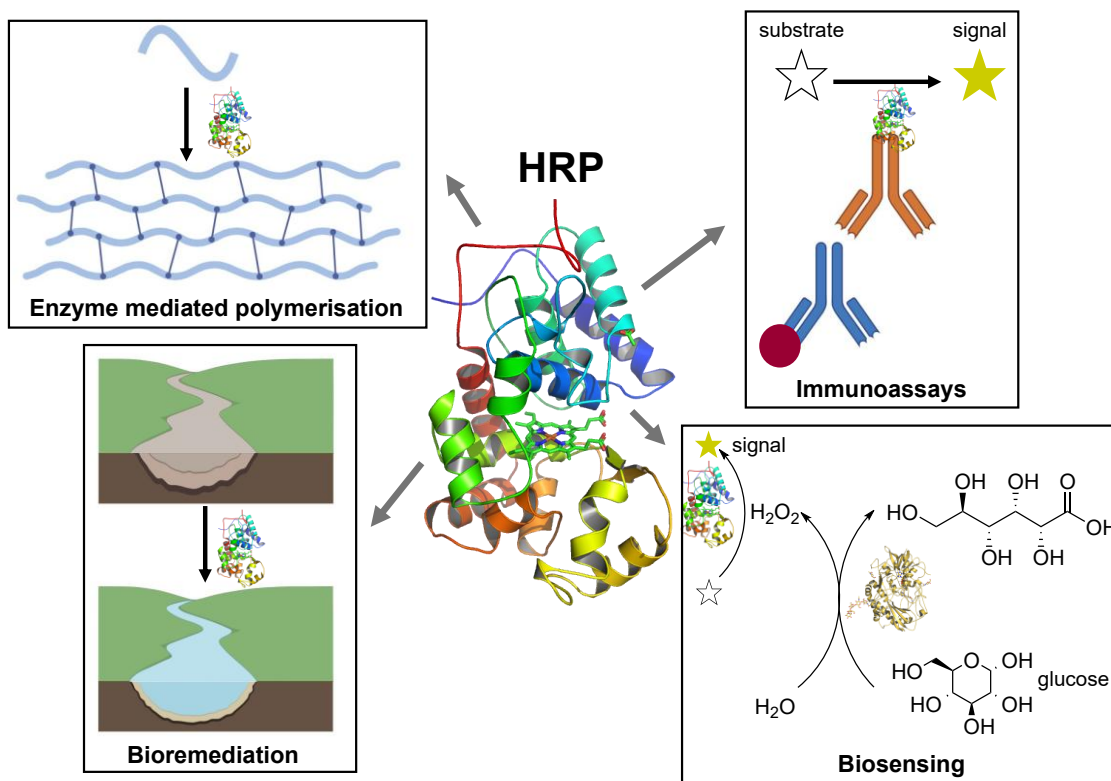 HRP
Enzyme mediated polymerisation
substrate
signal
Immunoassays
Bioremediation
signal
H₂O₂
H₂O
OH
OH
O
HO
OH
OH
OH
HO
O
OH
HO
OH
OH
glucose
Biosensing